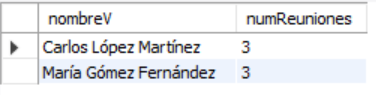 nombreV numReuniones
Carlos López Martínez 3
María Gómez Fernández 3